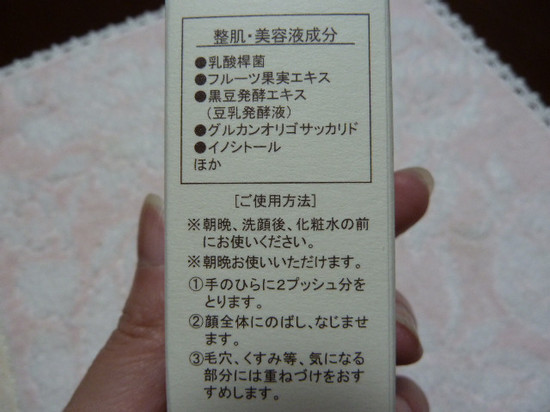 整肌・美容液成分
●乳酸桿菌
●フルーツ果実エキス
●黒豆発酵エキス
(豆乳発酵液)
●グルカンオリゴサッカリド
●イノシトール
ほか
［ご使用方法］
※朝晩、洗顔後、化粧水の前
にお使いください。
※朝晩お使いいただけます。
①手のひらに2プッシュ分を
とります。
②顔全体にのばし、なじませ
ます。
③毛穴、くすみ等、気になる
部分には重ねづけをおす
すめします。